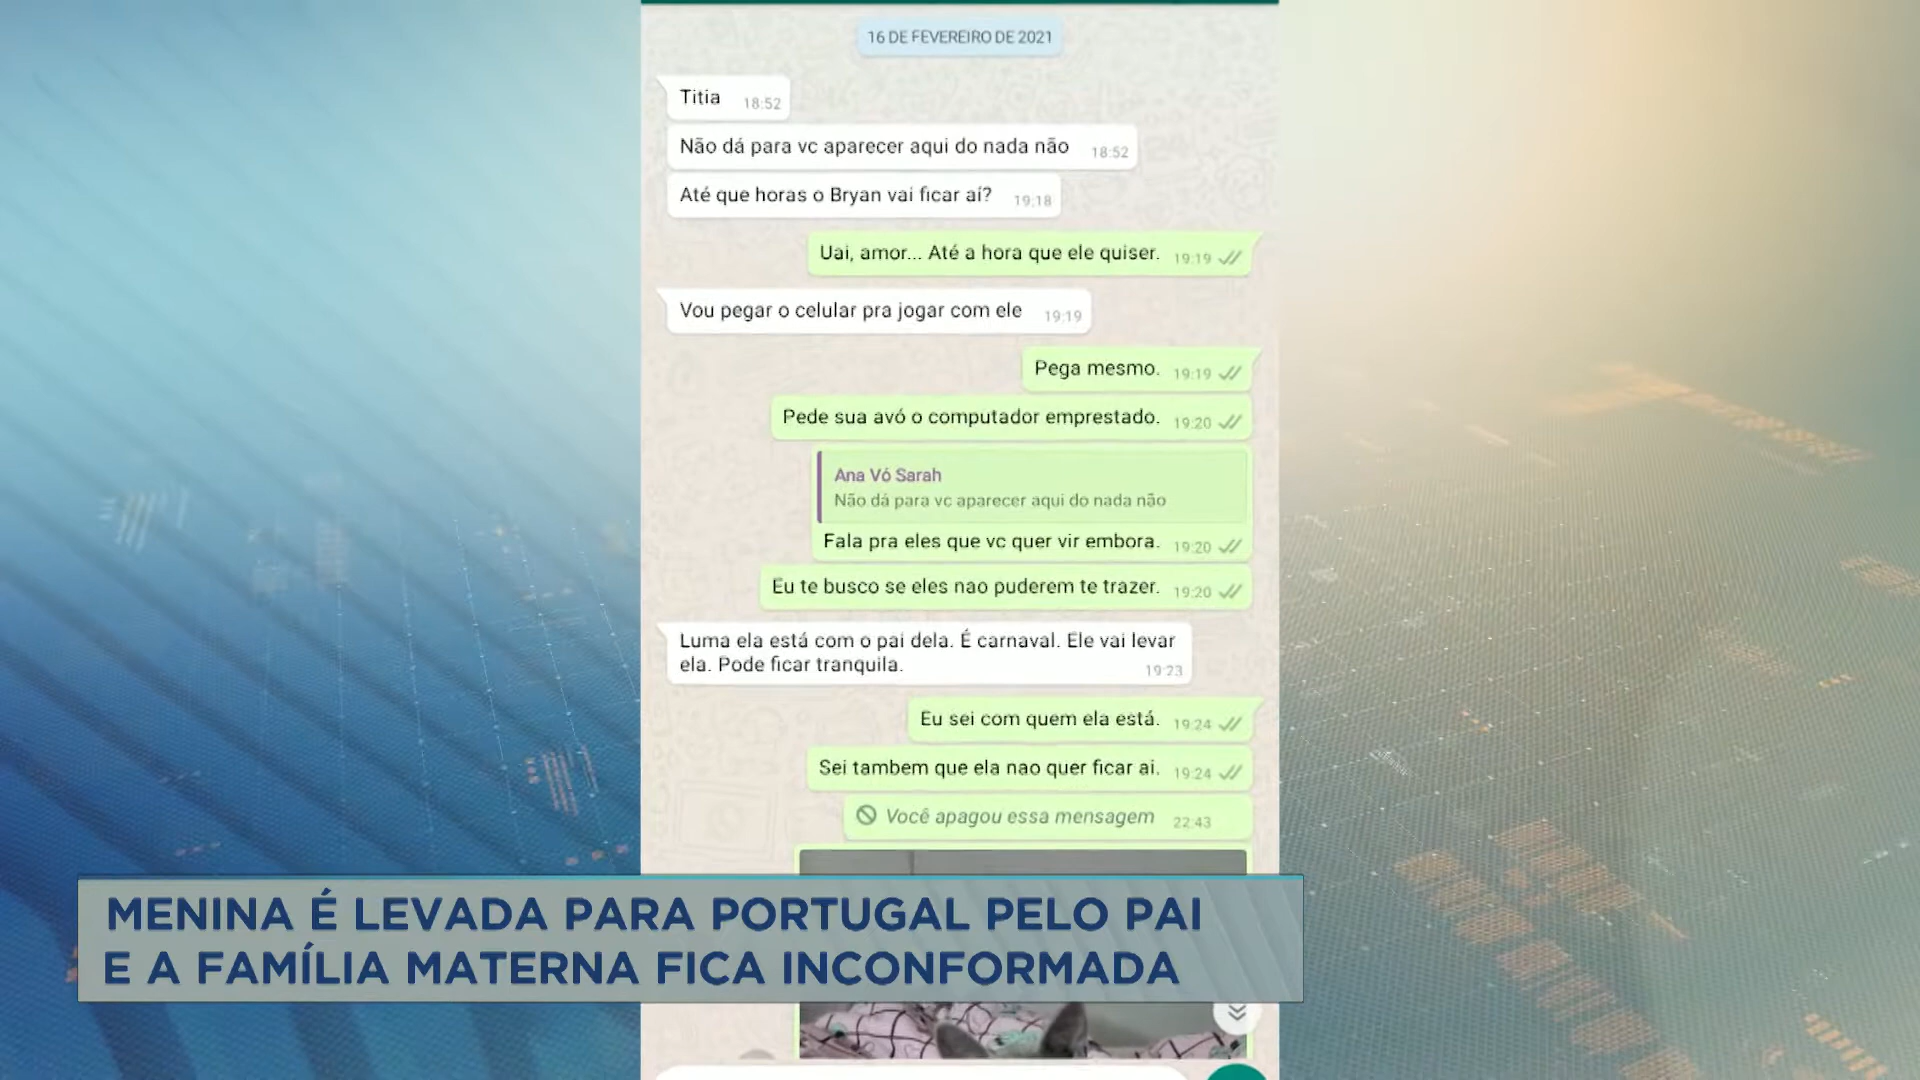 16 DE FEVEREIRO DE 2021
Titia 18:52
Não dá para vc aparecer aqui do nada não 18:52
Até que horas o Bryan vai ficar aí? 19:18
Uai, amor... Até a hora que ele quiser. 19:19
Vou pegar o celular pra jogar com ele 19:19
Pega mesmo. 19:19
Pede sua avó o computador emprestado. 19:20
Ana Vó Sarah
Não dá para vc aparecer aqui do nada não
Fala pra eles que vc quer vir embora. 19:20
Eu te busco se eles nao puderem te trazer. 19:20
Luma ela está com o pai dela. É carnaval. Ele vai levar
ela. Pode ficar tranquila. 19:23
Eu sei com quem ela está. 19:24
Sei tambem que ela nao quer ficar ai. 19:24
Você apagou essa mensagem 22:43
MENINA É LEVADA PARA PORTUGAL PELO PAI
E A FAMÍLIA MATERNA FICA INCONFORMADA